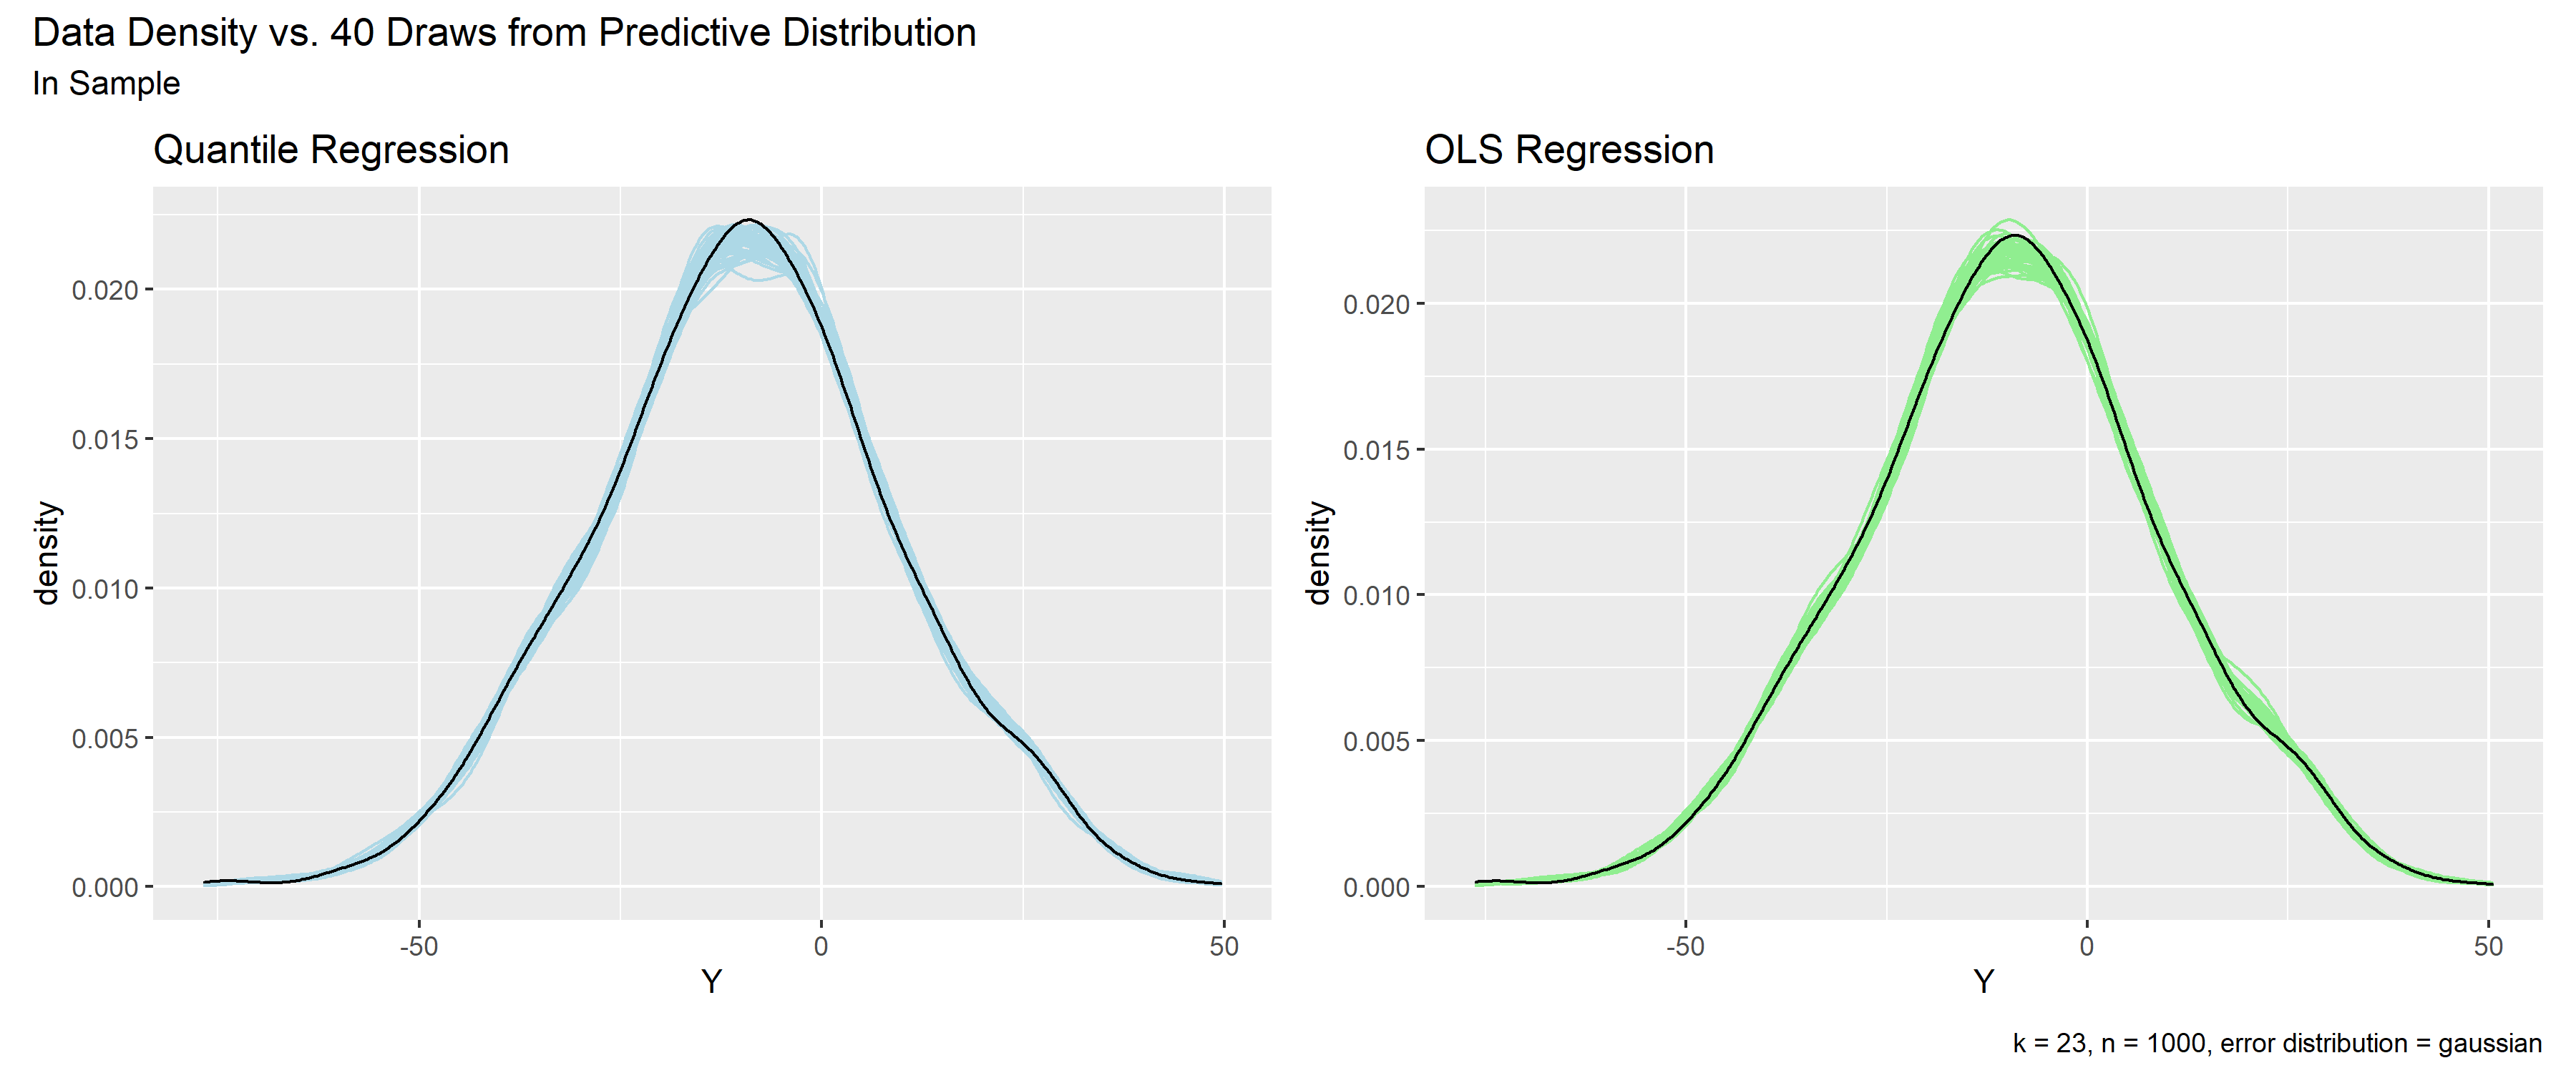 Data Density vs. 40 Draws from Predictive Distribution
In Sample
Quantile Regression
density
0.020
0.015
0.010
0.005
0.000
-50 0 50
Y
OLS Regression
density
0.020
0.015
0.010
0.005
0.000
-50 0 50
Y
k = 23, n = 1000, error distribution = gaussian